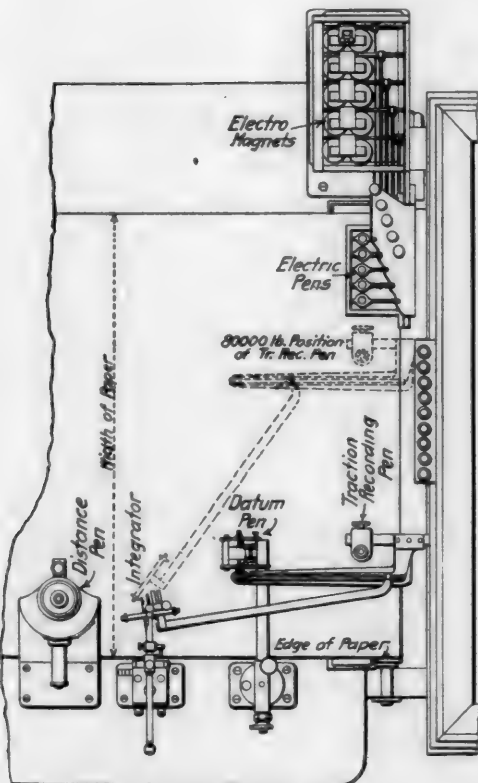 Electro
Magnets
Electric
Pens
80000 lb. Position
of Tr. Rec. Pen
Width of Paper
Traction
Recording
Pen
Datum
Pen
Integrator
Distance
Pen
Edge of Paper